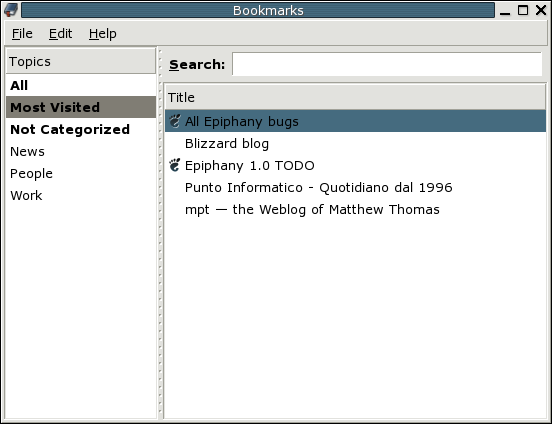 Bookmarks
File Edit Help
Topics
All
Most Visited
Not Categorized
News
People
Work
Search:
Title
All Epiphany bugs
Blizzard blog
Epiphany 1.0 TODO
Punto Informatico - Quotidiano dal 1996
mpt — the Weblog of Matthew Thomas